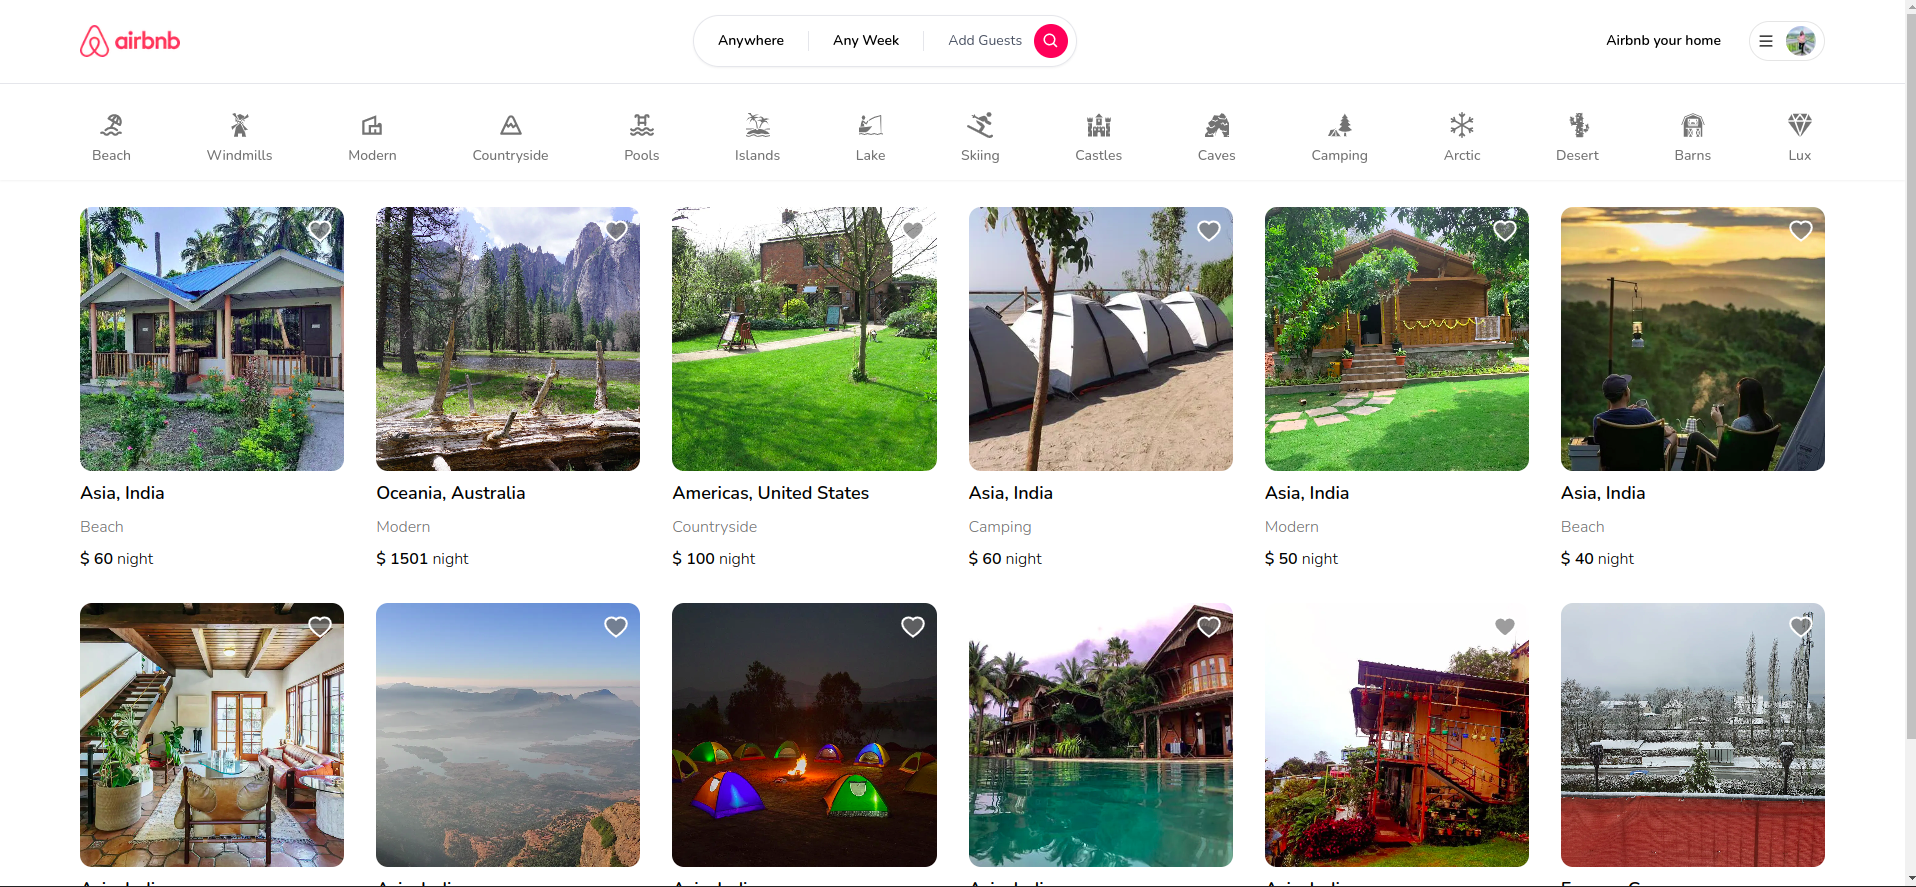 airbnb
Anywhere
Any Week
Add Guests
Airbnb your home
Beach
Windmills
Modern
Countryside
Pools
Islands
Lake
Skiing
Castles
Caves
Camping
Arctic
Desert
Barns
Lux
Asia, India
Beach
$ 60 night
Oceania, Australia
Modern
$ 1501 night
Americas, United States
Countryside
$ 100 night
Asia, India
Camping
$ 60 night
Asia, India
Modern
$ 50 night
Asia, India
Beach
$ 40 night